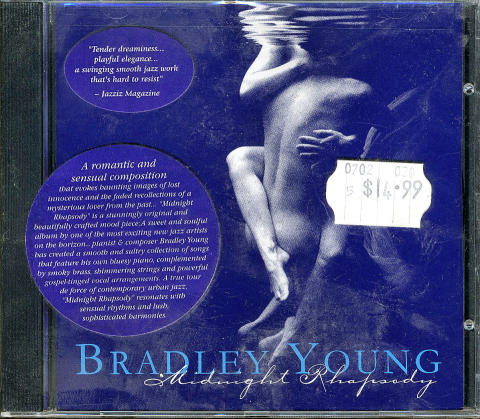 "Tender dreaminess...
playful elegance...
a swinging smooth jazz work
that's hard to resist"
– Jazziz Magazine
A romantic and
sensual composition
that evokes haunting images of lost
innocence and the faded recollections of a
mysterious lover from the past... "Midnight
Rhapsody" is a stunningly original and
beautifully crafted mood piece. A sweet and soulful
album by one of the most exciting new jazz artists
on the horizon... pianist & composer Bradley Young
has created a smooth and sultry collection of songs
that feature his own bluesy piano, complemented
by smoky brass, shimmering strings and powerful
gospel-tinged vocal arrangements. A true tour
de force of contemporary urban jazz,
"Midnight Rhapsody" resonates with
sensual rhythms and lush,
sophisticated harmonies
0702
5 $14.99
BRADLEY YOUNG
Midnight Rhapsody